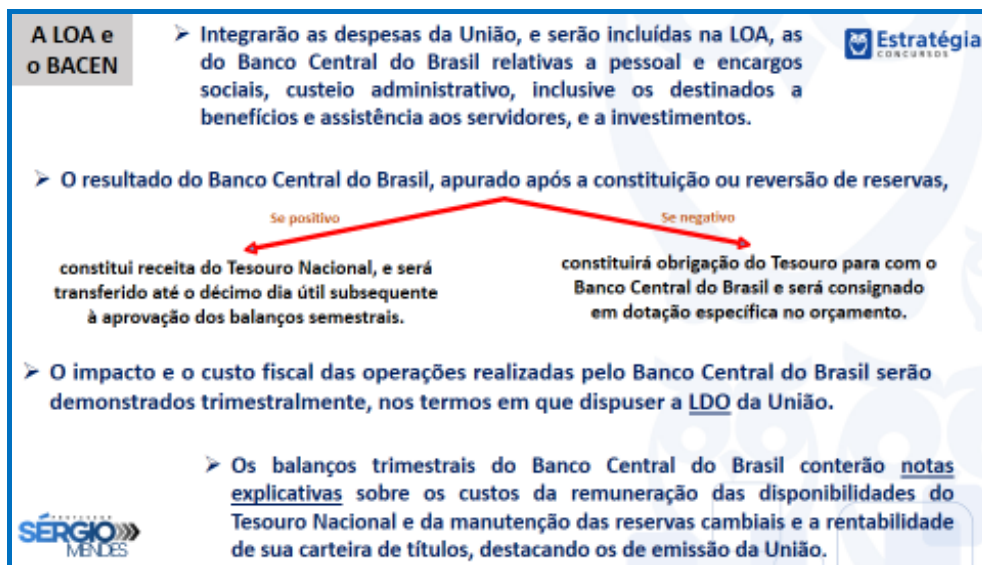 A LOA e
o BACEN
➢ Integrarão as despesas da União, e serão incluídas na LOA, as
do Banco Central do Brasil relativas a pessoal e encargos
sociais, custeio administrativo, inclusive os destinados a
benefícios e assistência aos servidores, e a investimentos.
Estratégia
CONCURSOS
➢ O resultado do Banco Central do Brasil, apurado após a constituição ou reversão de reservas,
Se positivo
Se negativo
constitui receita do Tesouro Nacional, e será
transferido até o décimo dia útil subsequente
à aprovação dos balanços semestrais.
constituirá obrigação do Tesouro para com o
Banco Central do Brasil e será consignado
em dotação específica no orçamento.
➢ O impacto e o custo fiscal das operações realizadas pelo Banco Central do Brasil serão
demonstrados trimestralmente, nos termos em que dispuser a LDO da União.
➢ Os balanços trimestrais do Banco Central do Brasil conterão notas
explicativas sobre os custos da remuneração das disponibilidades do
Tesouro Nacional e da manutenção das reservas cambiais e a rentabilidade
de sua carteira de títulos, destacando os de emissão da União.
PROFESSOR
SÉRGIO
MENDES